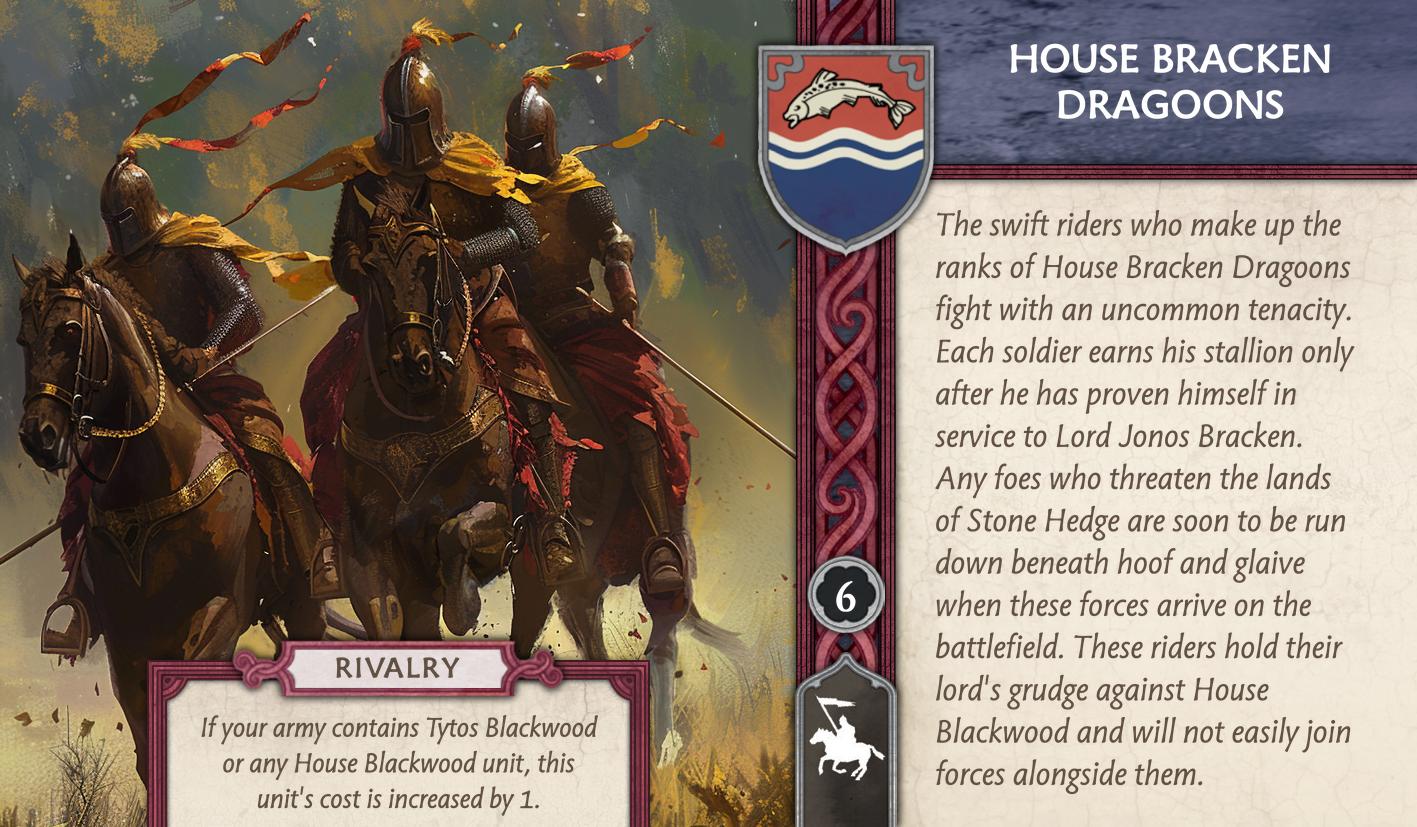 HOUSE BRACKEN
DRAGOONS
The swift riders who make up the
ranks of House Bracken Dragoons
fight with an uncommon tenacity.
Each soldier earns his stallion only
after he has proven himself in
service to Lord Jonos Bracken.
Any foes who threaten the lands
of Stone Hedge are soon to be run
down beneath hoof and glaive
when these forces arrive on the
battlefield. These riders hold their
lord's grudge against House
Blackwood and will not easily join
forces alongside them.
6
RIVALRY
If your army contains Tytos Blackwood
or any House Blackwood unit, this
unit's cost is increased by 1.